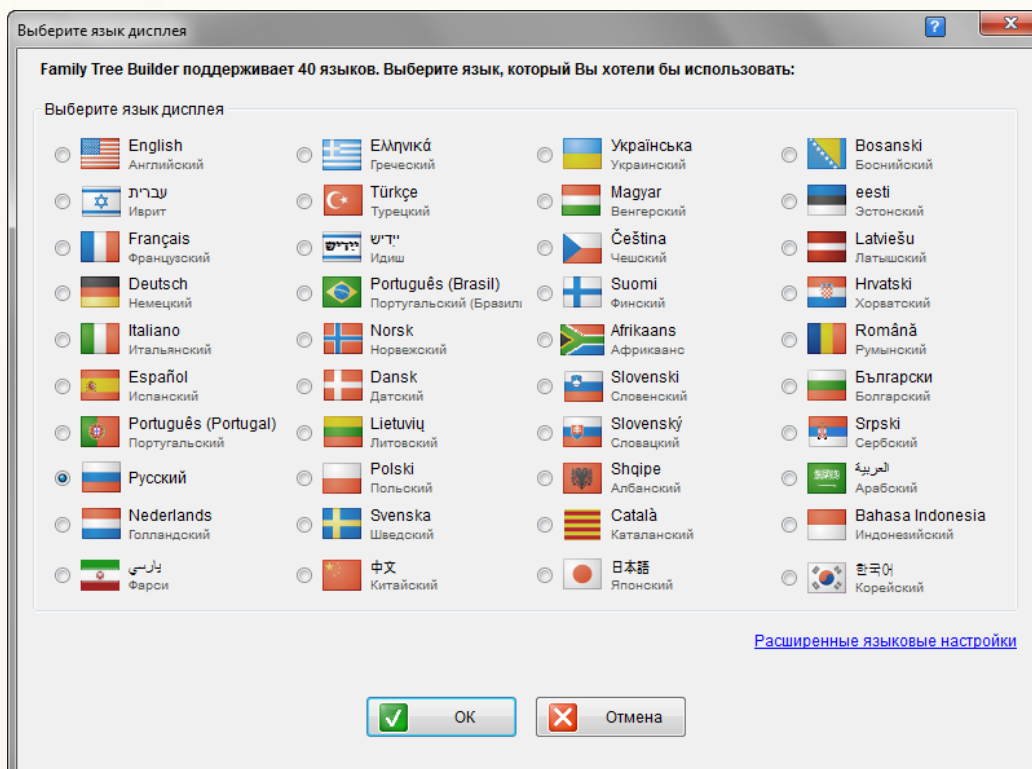 Выберите язык дисплея
Family Tree Builder поддерживает 40 языков. Выберите язык, который Вы хотели бы использовать:
Выберите язык дисплея
English
Английский
עברית
Иврит
Français
Французский
Deutsch
Немецкий
Italiano
Итальянский
Español
Испанский
Português (Portugal)
Португальский
Русский
Nederlands
Голландский
پارسی
Фарси
Ελληνικά
Греческий
Türkçe
Турецкий
ייִדיש
ייִדיש
Идиш
Português (Brasil)
Португальский (Бразилі
Norsk
Норвежский
Dansk
Датский
Lietuvių
Литовский
Polski
Польский
Svenska
Шведский
中文
Китайский
Українська
Украинский
Magyar
Венгерский
Čeština
Чешский
Suomi
Финский
Afrikaans
Африкаанс
Slovenski
Словенский
Slovenský
Словацкий
Shqipe
Албанский
Català
Каталанский
日本語
Японский
Bosanski
Боснийский
eesti
Эстонский
Latviešu
Латышский
Hrvatski
Хорватский
Română
Румынский
Български
Болгарский
Srpski
Сербский
العربية
Арабский
Bahasa Indonesia
Индонезийский
한국어
Корейский
Расширенные языковые настройки
ОК
Отмена